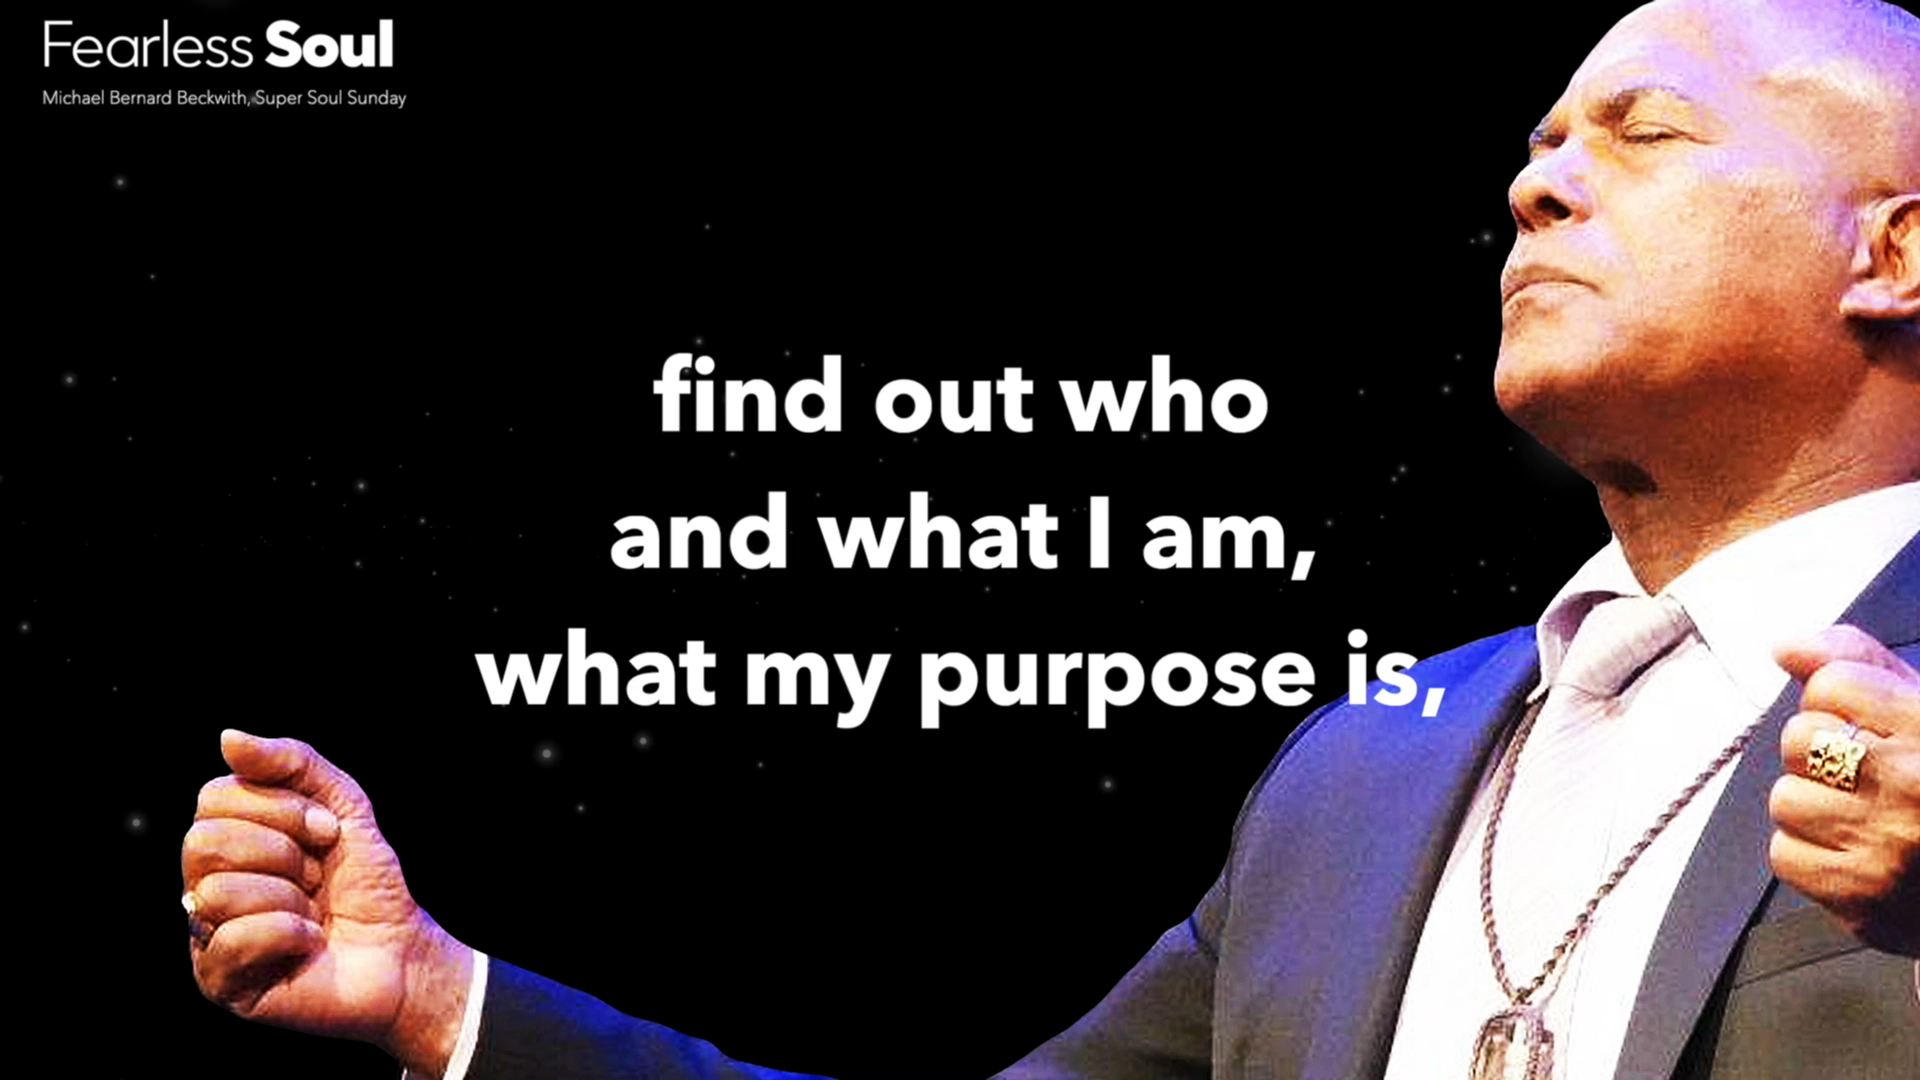 Fearless Soul
Michael Bernard Beckwith, Super Soul Sunday
find out who
and what I am,
what my purpose is,